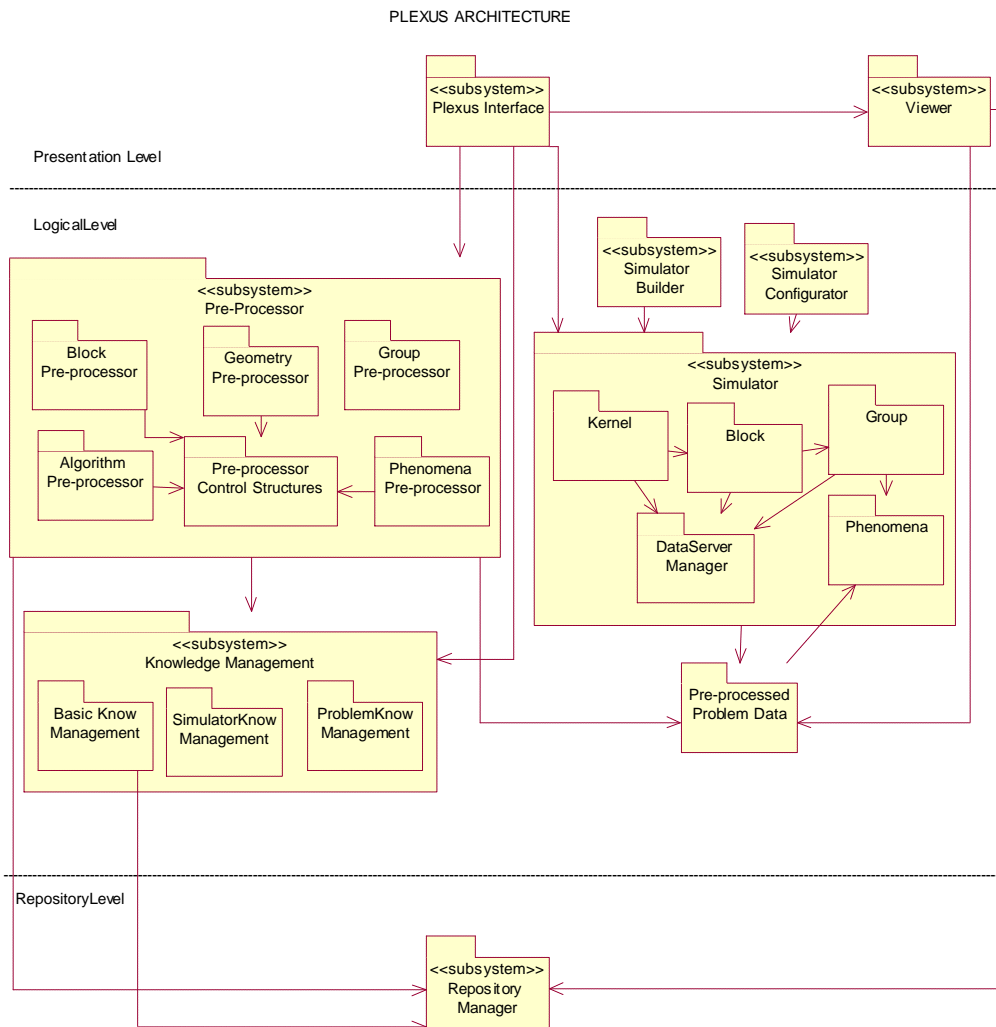 PLEXUS ARCHITECTURE
<<subsystem>>
Plexus Interface
<<subsystem>>
Viewer
Presentation Level
LogicalLevel
<<subsystem>>
Simulator
Builder
<<subsystem>>
Simulator
Configurator
<<subsystem>>
Pre-Processor
Block
Pre-processor
Geometry
Pre-processor
Group
Pre-processor
Algorithm
Pre-processor
Pre-processor
Control Structures
Phenomena
Pre-processor
<<subsystem>>
Simulator
Kernel
Block
Group
DataServer
Manager
Phenomena
<<subsystem>>
Knowledge Management
Basic Know
Management
SimulatorKnow
Management
ProblemKnow
Management
Pre-processed
Problem Data
RepositoryLevel
<<subsystem>>
Repository
Manager